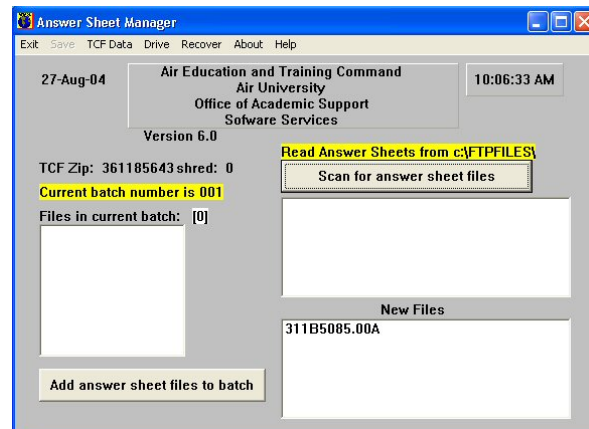 Answer Sheet Manager
Exit Save TCF Data Drive Recover About Help
27-Aug-04
Air Education and Training Command
Air University
Office of Academic Support
Sofware Services
10:06:33 AM
Version 6.0
Read Answer Sheets from c:\FTPFILES\
TCF Zip: 361185643 shred: 0
Scan for answer sheet files
Current batch number is 001
Files in current batch: [0]
New Files
311B5085.00A
Add answer sheet files to batch